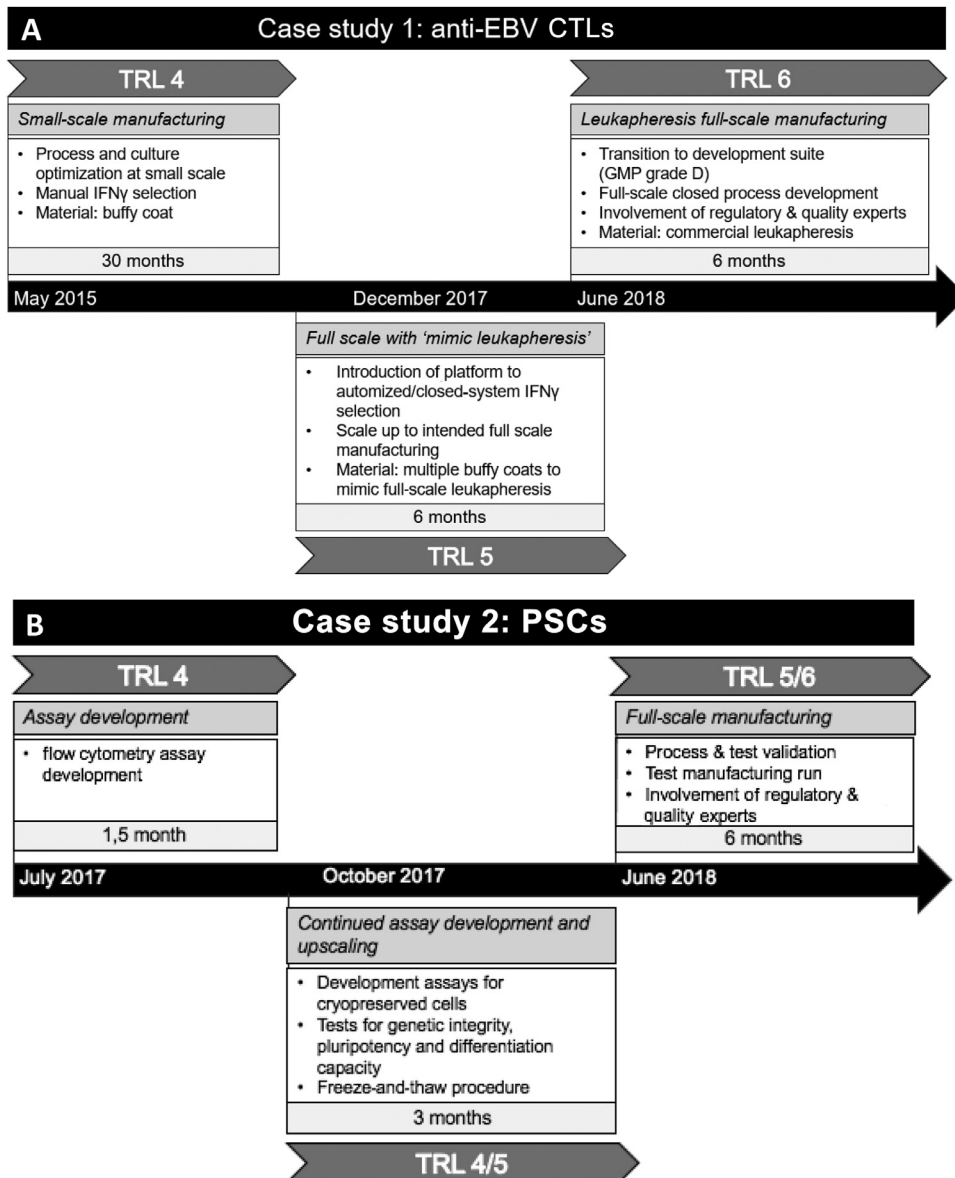 A
Case study 1: anti-EBV CTLs
TRL 4
Small-scale manufacturing
• Process and culture
optimization at small scale
• Manual IFNγ selection
• Material: buffy coat
30 months
TRL 6
Leukapheresis full-scale manufacturing
• Transition to development suite
(GMP grade D)
• Full-scale closed process development
• Involvement of regulatory & quality experts
• Material: commercial leukapheresis
6 months
May 2015
December 2017
June 2018
Full scale with ‘mimic leukapheresis’
• Introduction of platform to
automized/closed-system IFNγ
selection
• Scale up to intended full scale
manufacturing
• Material: multiple buffy coats to
mimic full-scale leukapheresis
6 months
TRL 5
B
Case study 2: PSCs
TRL 4
Assay development
• flow cytometry assay
development
1,5 month
TRL 5/6
Full-scale manufacturing
• Process & test validation
• Test manufacturing run
• Involvement of regulatory &
quality experts
6 months
July 2017
October 2017
June 2018
Continued assay development and
upscaling
• Development assays for
cryopreserved cells
• Tests for genetic integrity,
pluripotency and differentiation
capacity
• Freeze-and-thaw procedure
3 months
TRL 4/5